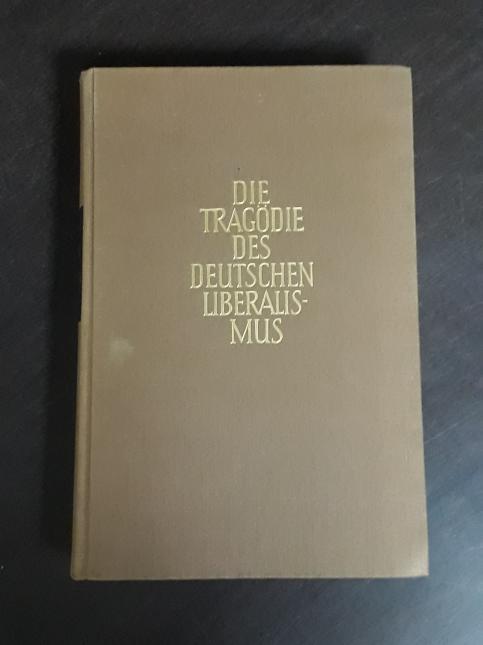 DIE
TRAGÖDIE
DES
DEUTSCHEN
LIBERALIS-
MUS